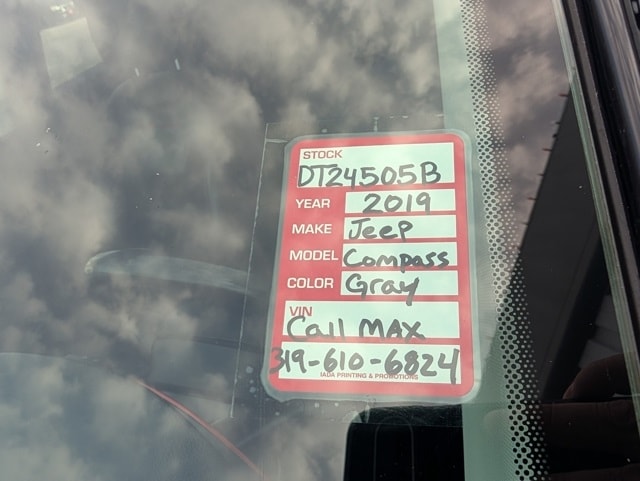 STOCK
DT24505B
YEAR 2019
MAKE Jeep
MODEL Compass
COLOR Gray
VIN
Call MAX
319-610-6824
IADA PRINTING & PROMOTIONS